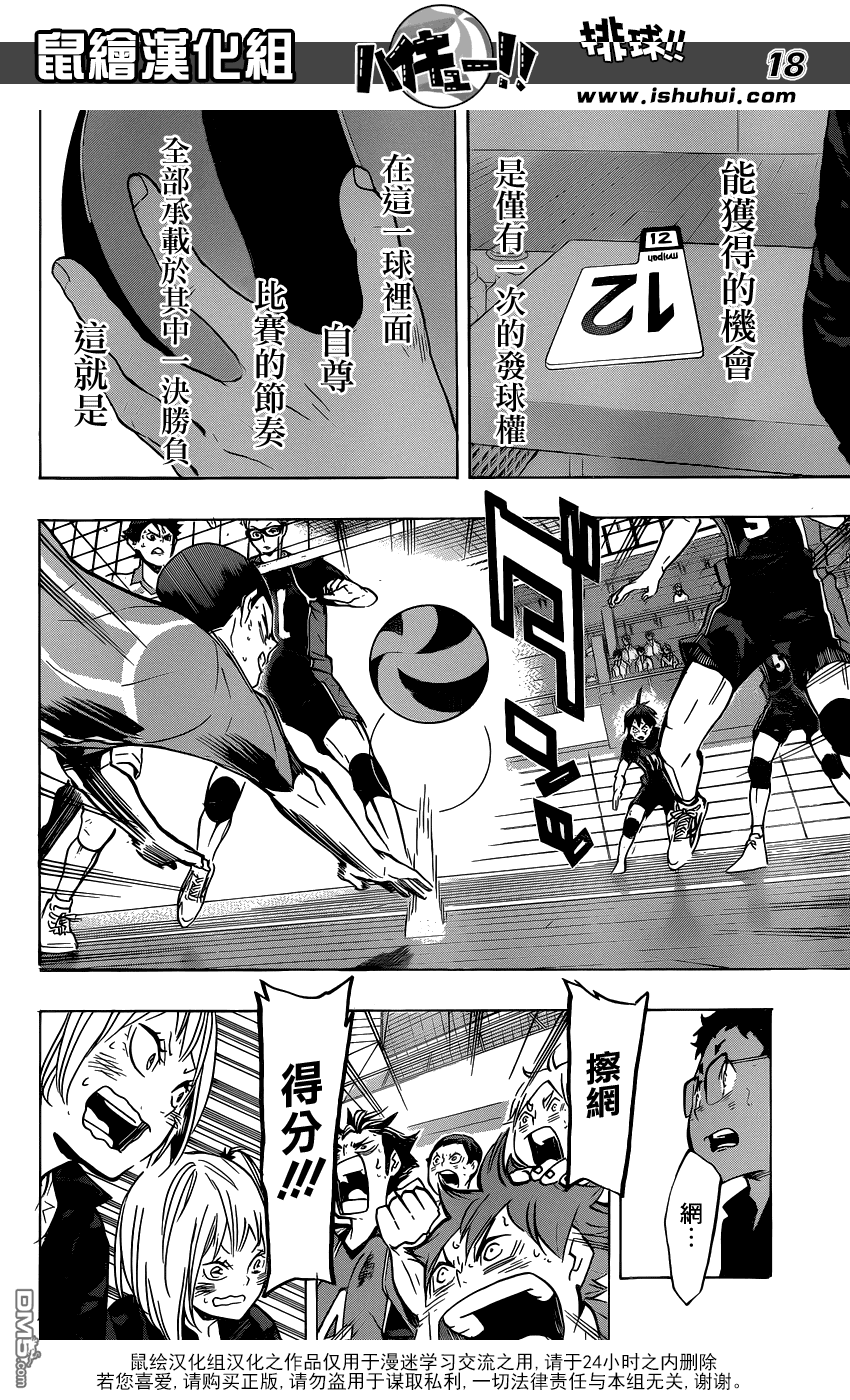 鼠繪漢化組
ハイキュー!!
排球!!
18
www.ishuhui.com
能獲得的機會
是僅有一次的發球權
12
mylpah
12
在這一球裡面
自尊
比賽的節奏
全部承載於其中一決勝負
這就是
5
5
網…
擦網
得分!!!
DM5
鼠绘汉化组汉化之作品仅用于漫迷学习交流之用, 请于24小时之内删除
若您喜爱, 请购买正版, 请勿盗用于谋取私利, 一切法律责任与本组无关, 谢谢。